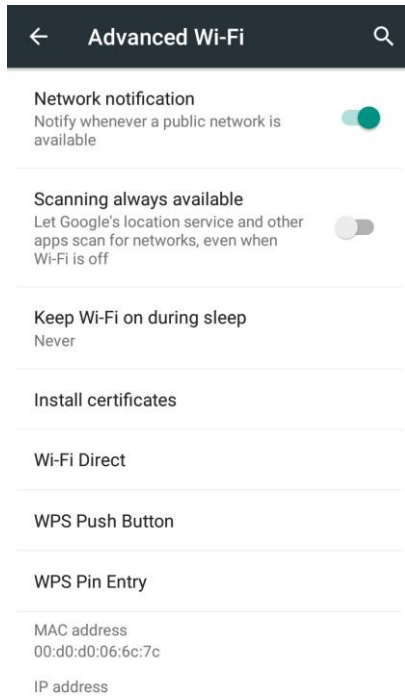 Advanced Wi-Fi
Network notification
Notify whenever a public network is
available
Scanning always available
Let Google's location service and other
apps scan for networks, even when
Wi-Fi is off
Keep Wi-Fi on during sleep
Never
Install certificates
Wi-Fi Direct
WPS Push Button
WPS Pin Entry
MAC address
00:d0:d0:06:6c:7c
IP address